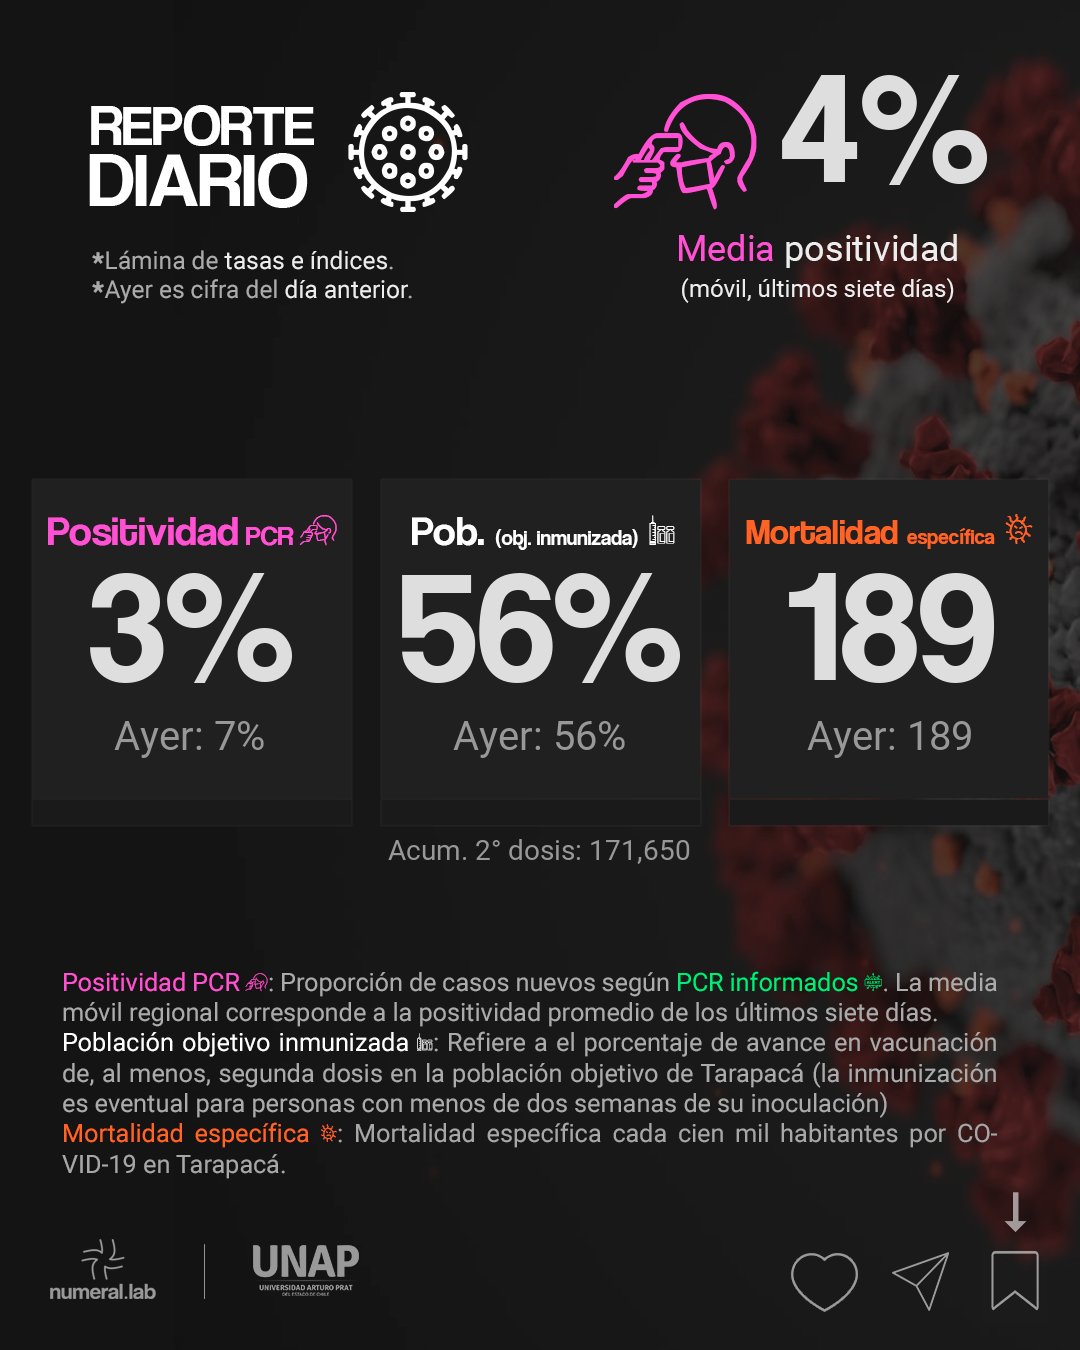 REPORTE
DIARIO
*Lámina de tasas e índices.
*Ayer es cifra del día anterior.
4%
Media positividad
(móvil, últimos siete días)
Positividad PCR
3%
Ayer: 7%
Pob. (obj. inmunizada)
56%
Ayer: 56%
Acum. 2° dosis: 171,650
Mortalidad específica
189
Ayer: 189
Positividad PCR : Proporción de casos nuevos según PCR informados . La media
móvil regional corresponde a la positividad promedio de los últimos siete días.
Población objetivo inmunizada : Refiere a el porcentaje de avance en vacunación
de, al menos, segunda dosis en la población objetivo de Tarapacá (la inmunización
es eventual para personas con menos de dos semanas de su inoculación)
Mortalidad específica : Mortalidad específica cada cien mil habitantes por CO-
VID-19 en Tarapacá.
numeral.lab
UNAP
UNIVERSIDAD ARTURO PRAT
DEL ESTADO DE CHILE